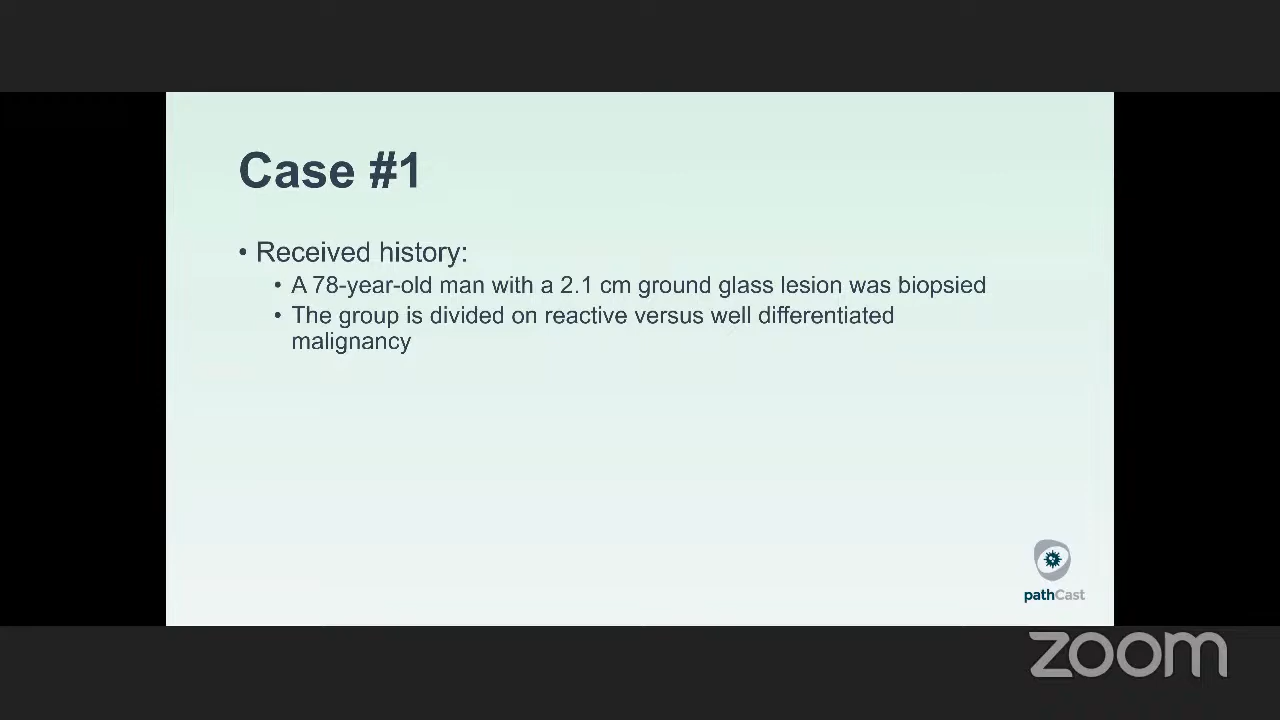 Case #1
• Received history:
• A 78-year-old man with a 2.1 cm ground glass lesion was biopsied
• The group is divided on reactive versus well differentiated
malignancy
pathCast
zoom